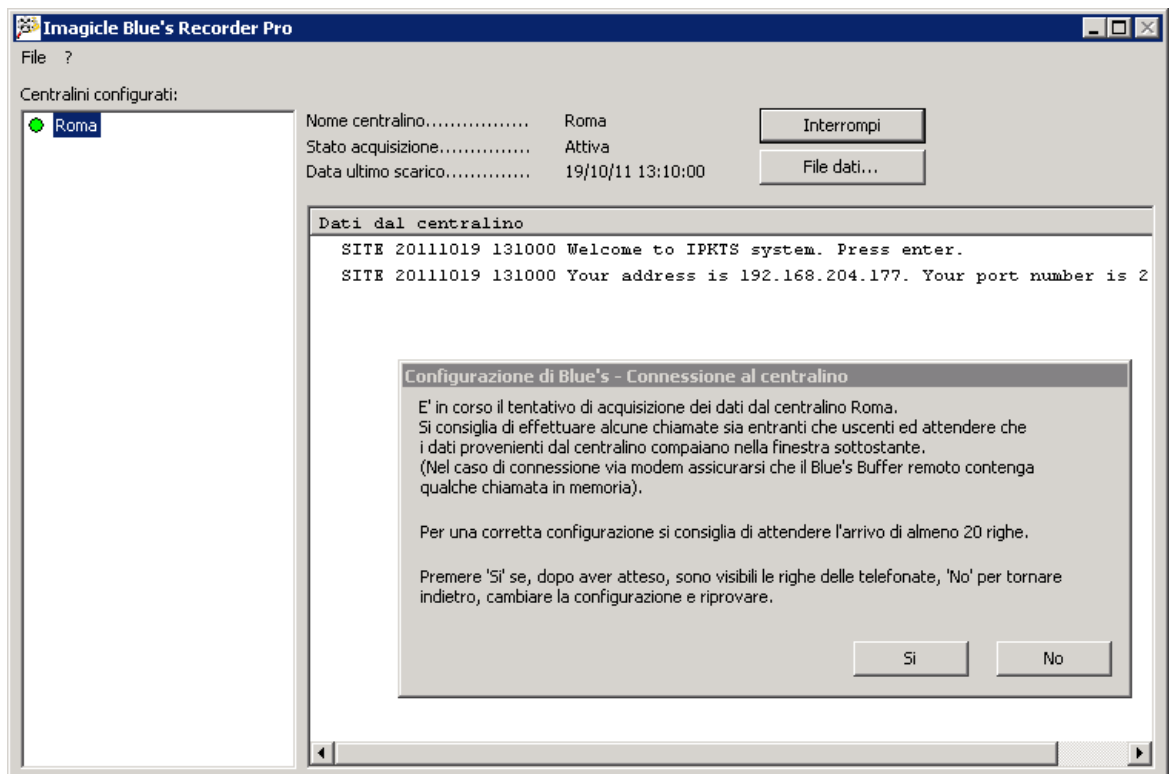 Imagicle Blue's Recorder Pro
File ?
Centralini configurati:
Roma
Nome centralino................ Roma
Stato acquisizione............... Attiva
Data ultimo scarico.............. 19/10/11 13:10:00
Interrompi
File dati...
Dati dal centralino
SITE 20111019 131000 Welcome to IPKTS system. Press enter.
SITE 20111019 131000 Your address is 192.168.204.177. Your port number is 2
Configurazione di Blue's - Connessione al centralino
E' in corso il tentativo di acquisizione dei dati dal centralino Roma.
Si consiglia di effettuare alcune chiamate sia entranti che uscenti ed attendere che
i dati provenienti dal centralino compaiano nella finestra sottostante.
(Nel caso di connessione via modem assicurarsi che il Blue's Buffer remoto contenga
qualche chiamata in memoria).
Per una corretta configurazione si consiglia di attendere l'arrivo di almeno 20 righe.
Premere 'Si' se, dopo aver atteso, sono visibili le righe delle telefonate, 'No' per tornare
indietro, cambiare la configurazione e riprovare.
Si No